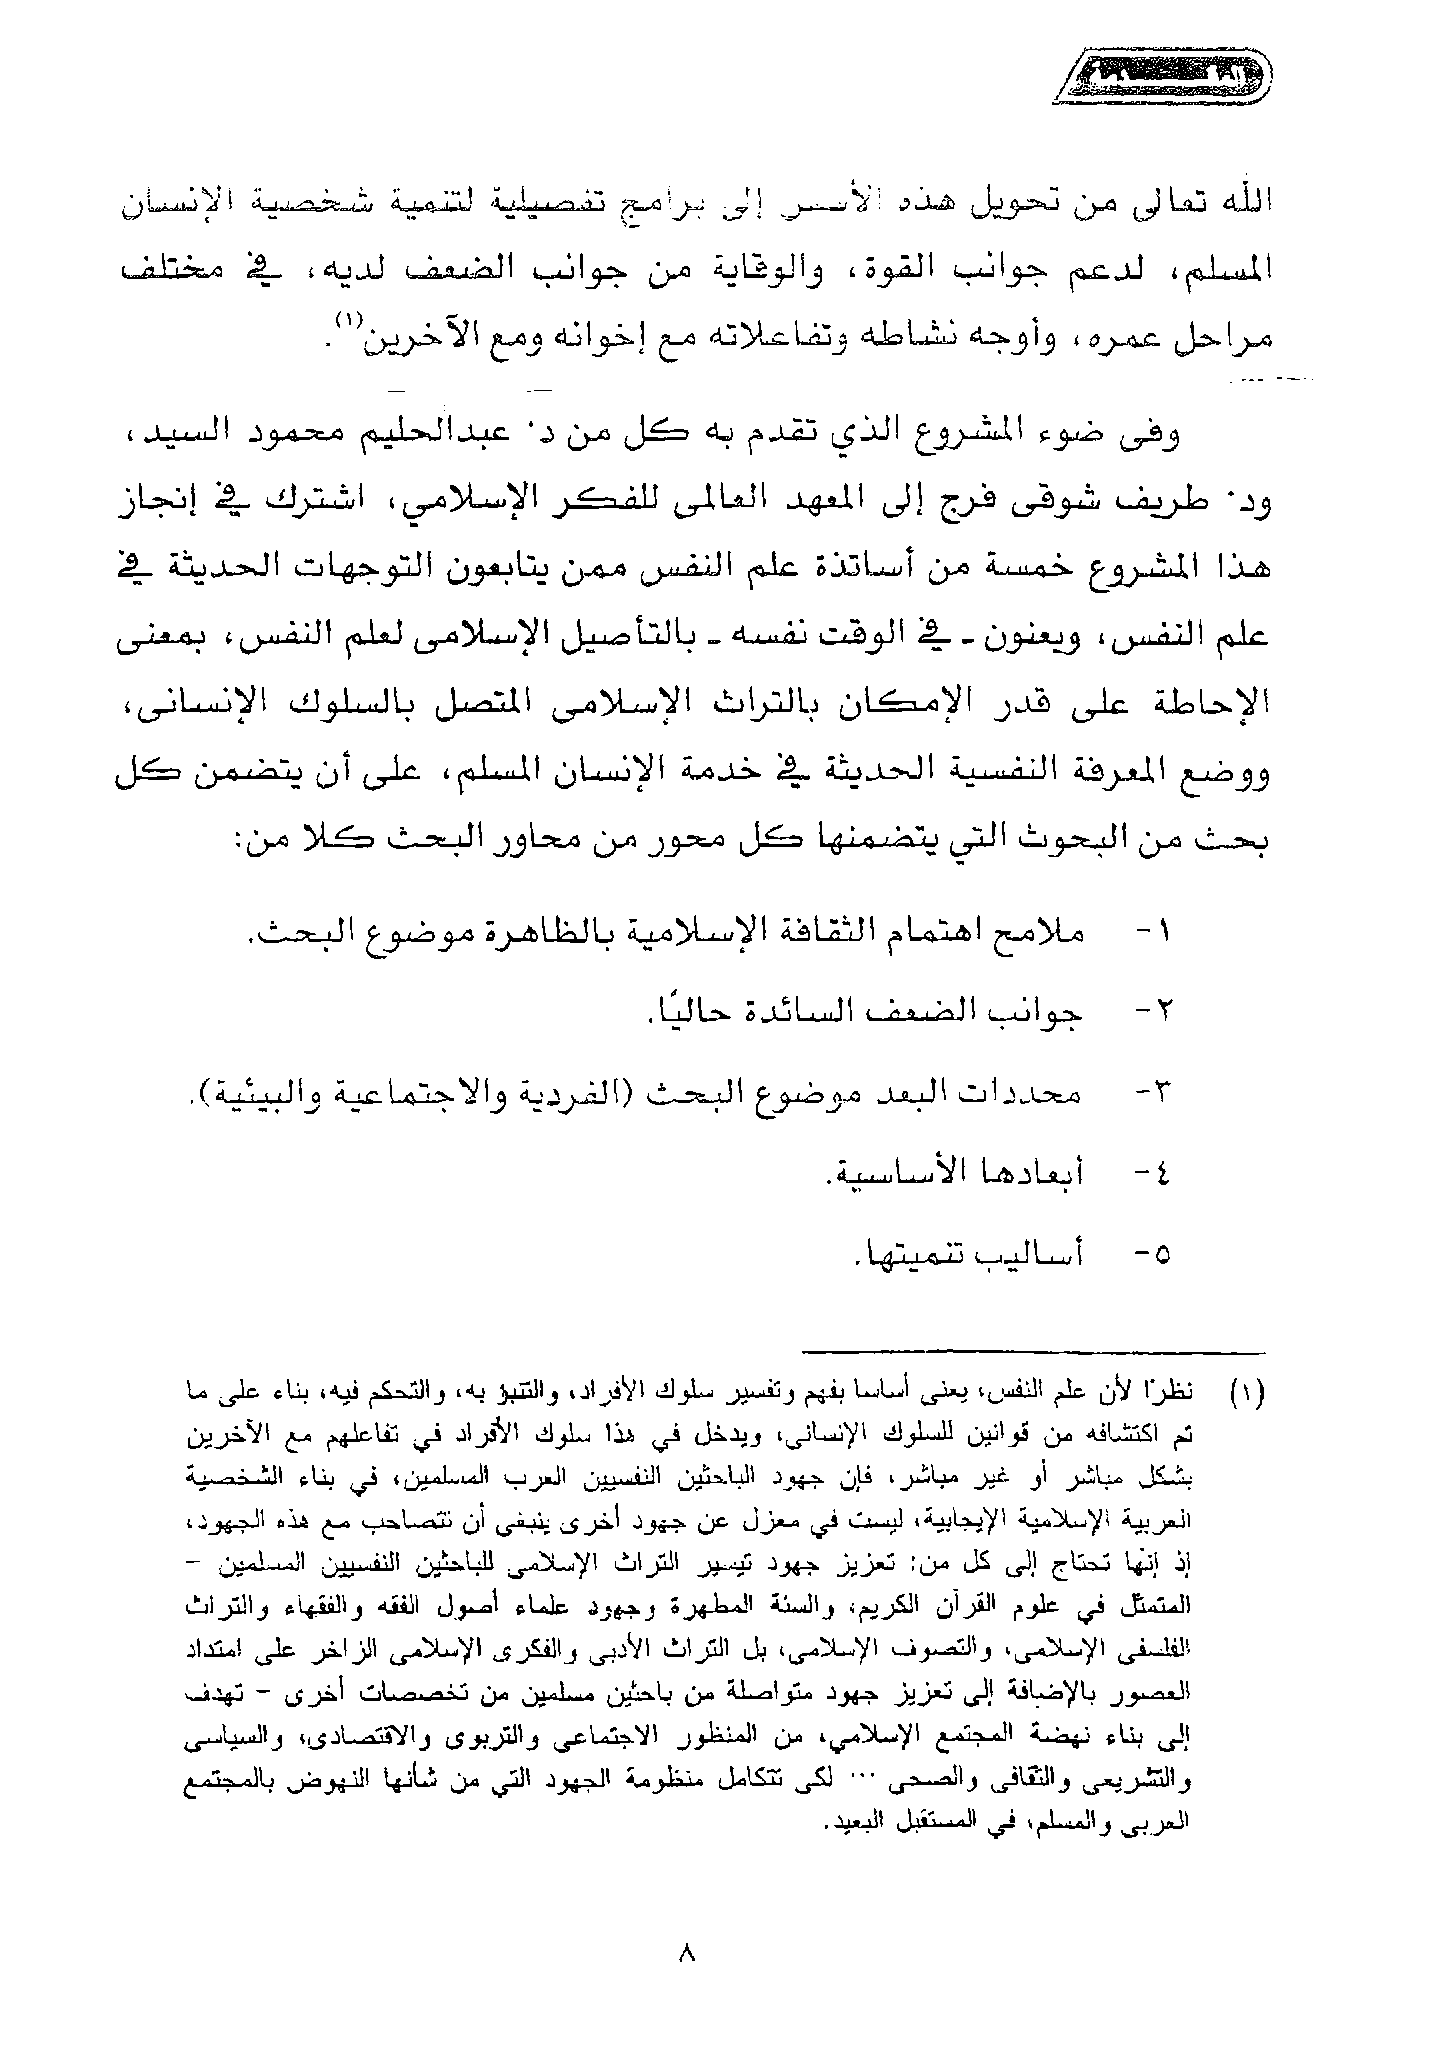 الله تعالى من تحويل هذه الأسس إلى برامج تفصيلية لتنمية شخصية الإنسان
المسلم، لدعم جوانب القوة، والوقاية من جوانب الضعف لديه، في مختلف
مراحل عمره، وأوجه نشاطه وتفاعلاته مع إخوانه ومع الآخرين(١).
وفى ضوء المشروع الذي تقدم به كل من د. عبدالحليم محمود السيد،
ود. طريف شوقى فرج إلى المعهد العالمى للفكر الإسلامي، اشترك في إنجاز
هذا المشروع خمسة من أساتذة علم النفس ممن يتابعون التوجهات الحديثة في
علم النفس، ويعنون - في الوقت نفسه - بالتأصيل الإسلامى لعلم النفس، بمعنى
الإحاطة على قدر الإمكان بالتراث الإسلامى المتصل بالسلوك الإنسانى،
ووضع المعرفة النفسية الحديثة في خدمة الإنسان المسلم، على أن يتضمن كل
بحث من البحوث التي يتضمنها كل محور من محاور البحث كلا من:
١- ملامح اهتمام الثقافة الإسلامية بالظاهرة موضوع البحث.
٢- جوانب الضعف السائدة حاليًا.
٣- محددات البعد موضوع البحث (الفردية والاجتماعية والبيئية).
٤- أبعادها الأساسية.
٥- أساليب تنميتها.
(١) نظرًا لأن علم النفس، يعنى أساسا بفهم وتفسير سلوك الأفراد، والتنبؤ به، والتحكم فيه، بناء على ما
تم اكتشافه من قوانين للسلوك الإنسانى، ويدخل في هذا سلوك الأفراد في تفاعلهم مع الآخرين
بشكل مباشر أو غير مباشر، فإن جهود الباحثين النفسيين العرب المسلمين، في بناء الشخصية
العربية الإسلامية الإيجابية، ليست في معزل عن جهود أخرى ينبغى أن تتصاحب مع هذه الجهود،
إذ إنها تحتاج إلى كل من: تعزيز جهود تيسير التراث الإسلامى للباحثين النفسيين المسلمين -
المتمثل في علوم القرآن الكريم، والسنة المطهرة وجهود علماء أصول الفقه والفقهاء والتراث
الفلسفى الإسلامى، والتصوف الإسلامى، بل التراث الأدبى والفكرى الإسلامى الزاخر على امتداد
العصور بالإضافة إلى تعزيز جهود متواصلة من باحثين مسلمين من تخصصات أخرى - تهدف
إلى بناء نهضة المجتمع الإسلامي، من المنظور الاجتماعى والتربوى والاقتصادى، والسياسى
والتشريعى والثقافى والصحى ... لكى تتكامل منظومة الجهود التي من شأنها النهوض بالمجتمع
العربى والمسلم، في المستقبل البعيد.
٨